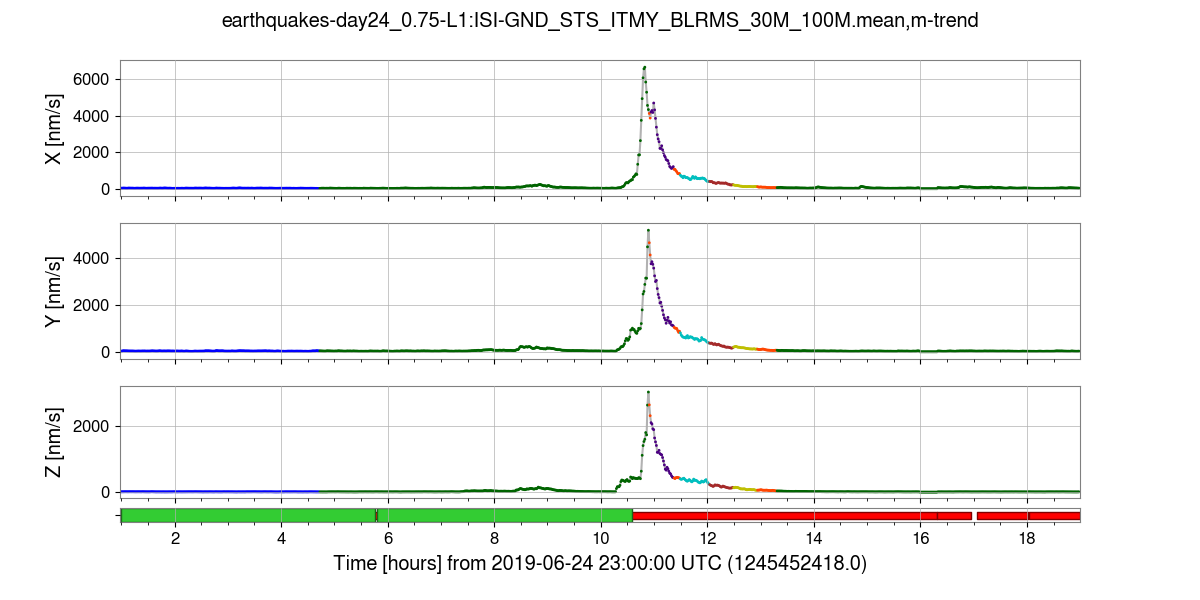 earthquakes-day24_0.75-L1:ISI-GND_STS_ITMY_BLRMS_30M_100M.mean,m-trend
6000
4000
2000
0
X [nm/s]
4000
2000
0
Y [nm/s]
2000
0
Z [nm/s]
2 4 6 8 10 12 14 16 18
Time [hours] from 2019-06-24 23:00:00 UTC (1245452418.0)